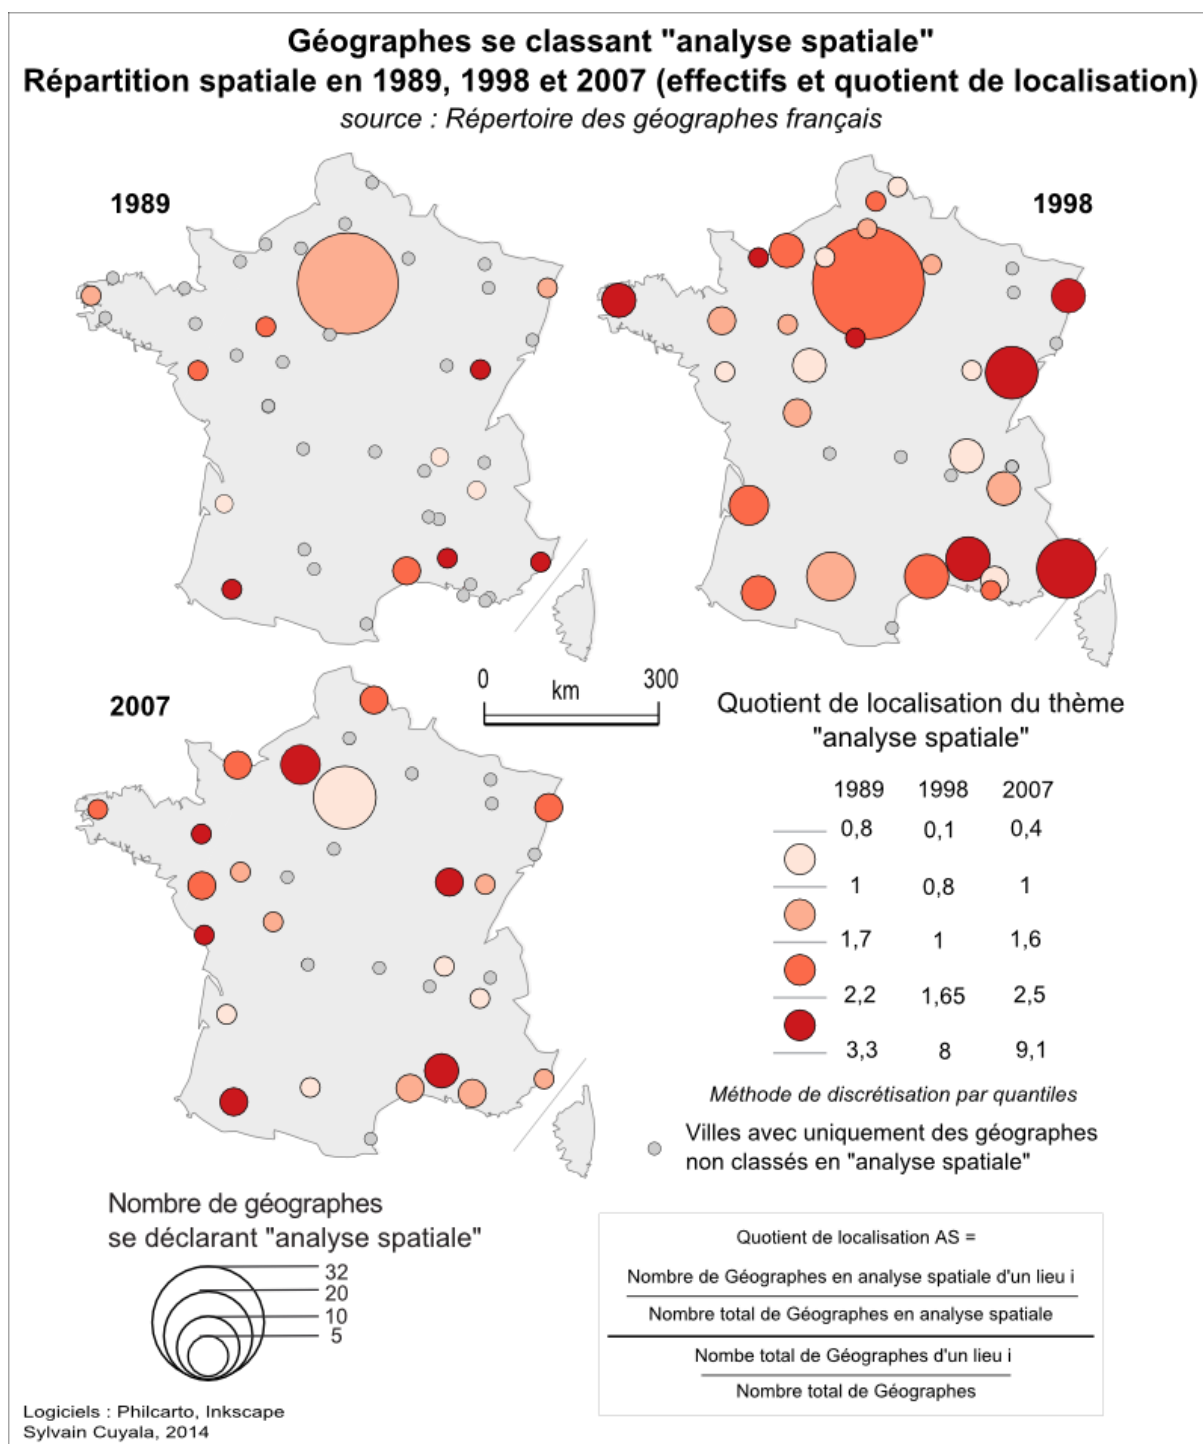 Géographes se classant "analyse spatiale"
Répartition spatiale en 1989, 1998 et 2007 (effectifs et quotient de localisation)
source : Répertoire des géographes français
1989
1998
2007
0 300
km
Quotient de localisation du thème
"analyse spatiale"
1989 1998 2007
0,8 0,1 0,4
1 0,8 1
1,7 1 1,6
2,2 1,65 2,5
3,3 8 9,1
Méthode de discrétisation par quantiles
Villes avec uniquement des géographes
non classés en "analyse spatiale"
Nombre de géographes
se déclarant "analyse spatiale"
32
20
10
5
Quotient de localisation AS =
Nombre de Géographes en analyse spatiale d'un lieu i
Nombre total de Géographes en analyse spatiale
Nombe total de Géographes d'un lieu i
Nombre total de Géographes
Logiciels : Philcarto, Inkscape
Sylvain Cuyala, 2014